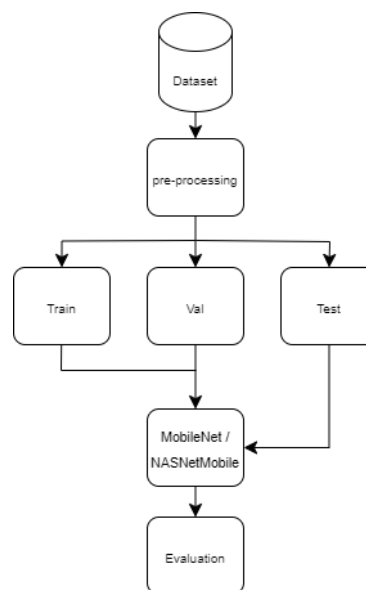 Dataset
pre-processing
Train
Val
Test
MobileNet /
NASNetMobile
Evaluation